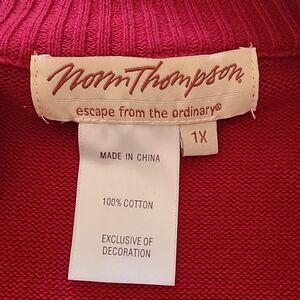 Norm Thompson®
escape from the ordinary®
1X
MADE IN CHINA
100% COTTON
EXCLUSIVE OF
DECORATION